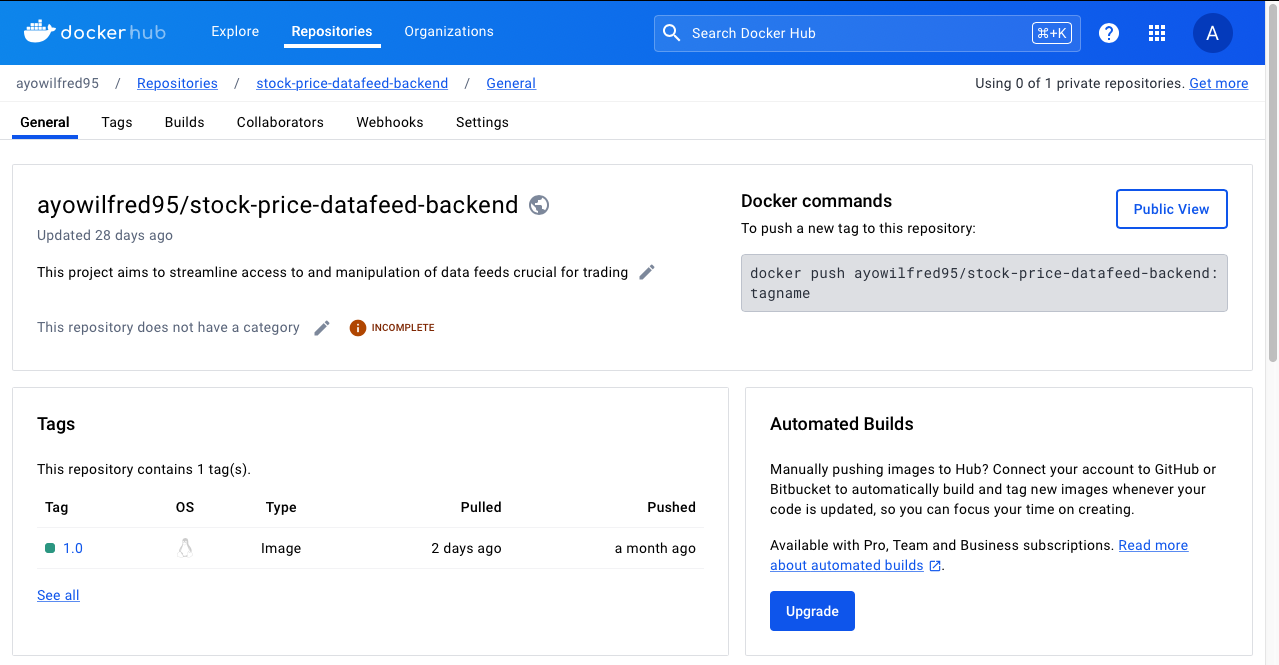 dockerhub Explore Repositories Organizations Search Docker Hub ⌘+K ? A
ayowilfred95 / Repositories / stock-price-datafeed-backend / General Using 0 of 1 private repositories. Get more
General Tags Builds Collaborators Webhooks Settings
ayowilfred95/stock-price-datafeed-backend
Updated 28 days ago
This project aims to streamline access to and manipulation of data feeds crucial for trading
This repository does not have a category INCOMPLETE
Docker commands
Public View
To push a new tag to this repository:
docker push ayowilfred95/stock-price-datafeed-backend:
tagname
Tags
This repository contains 1 tag(s).
Tag OS Type Pulled Pushed
1.0 Image 2 days ago a month ago
See all
Automated Builds
Manually pushing images to Hub? Connect your account to GitHub or
Bitbucket to automatically build and tag new images whenever your
code is updated, so you can focus your time on creating.
Available with Pro, Team and Business subscriptions. Read more
about automated builds .
Upgrade